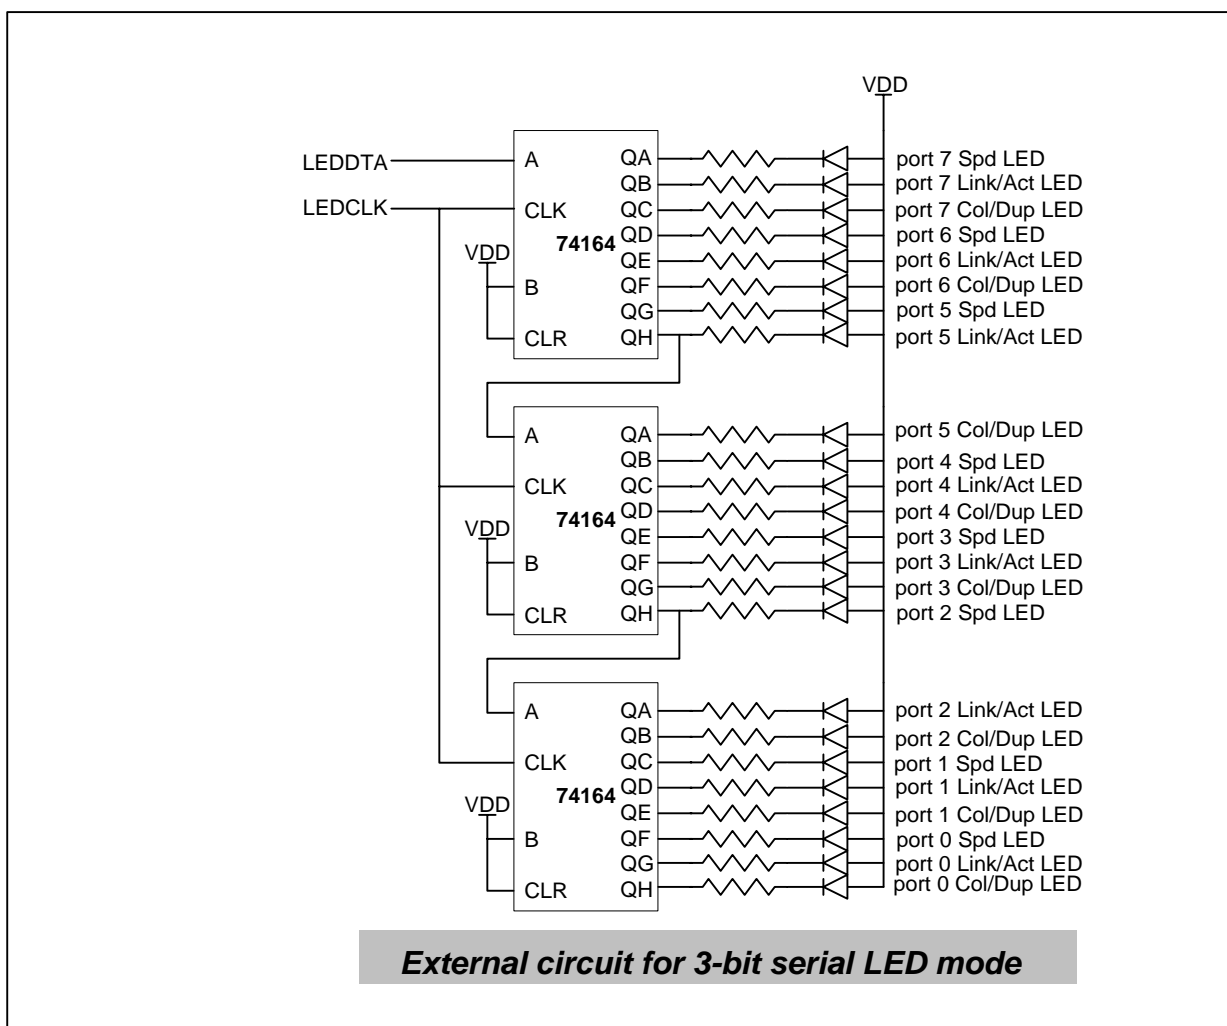 VDD
LEDDTA
LEDCLK
A
CLK
74164
VDD
B
CLR
QA
QB
QC
QD
QE
QF
QG
QH
port 7 Spd LED
port 7 Link/Act LED
port 7 Col/Dup LED
port 6 Spd LED
port 6 Link/Act LED
port 6 Col/Dup LED
port 5 Spd LED
port 5 Link/Act LED
A
CLK
74164
VDD
B
CLR
QA
QB
QC
QD
QE
QF
QG
QH
port 5 Col/Dup LED
port 4 Spd LED
port 4 Link/Act LED
port 4 Col/Dup LED
port 3 Spd LED
port 3 Link/Act LED
port 3 Col/Dup LED
port 2 Spd LED
A
CLK
74164
VDD
B
CLR
QA
QB
QC
QD
QE
QF
QG
QH
port 2 Link/Act LED
port 2 Col/Dup LED
port 1 Spd LED
port 1 Link/Act LED
port 1 Col/Dup LED
port 0 Spd LED
port 0 Link/Act LED
port 0 Col/Dup LED
External circuit for 3-bit serial LED mode